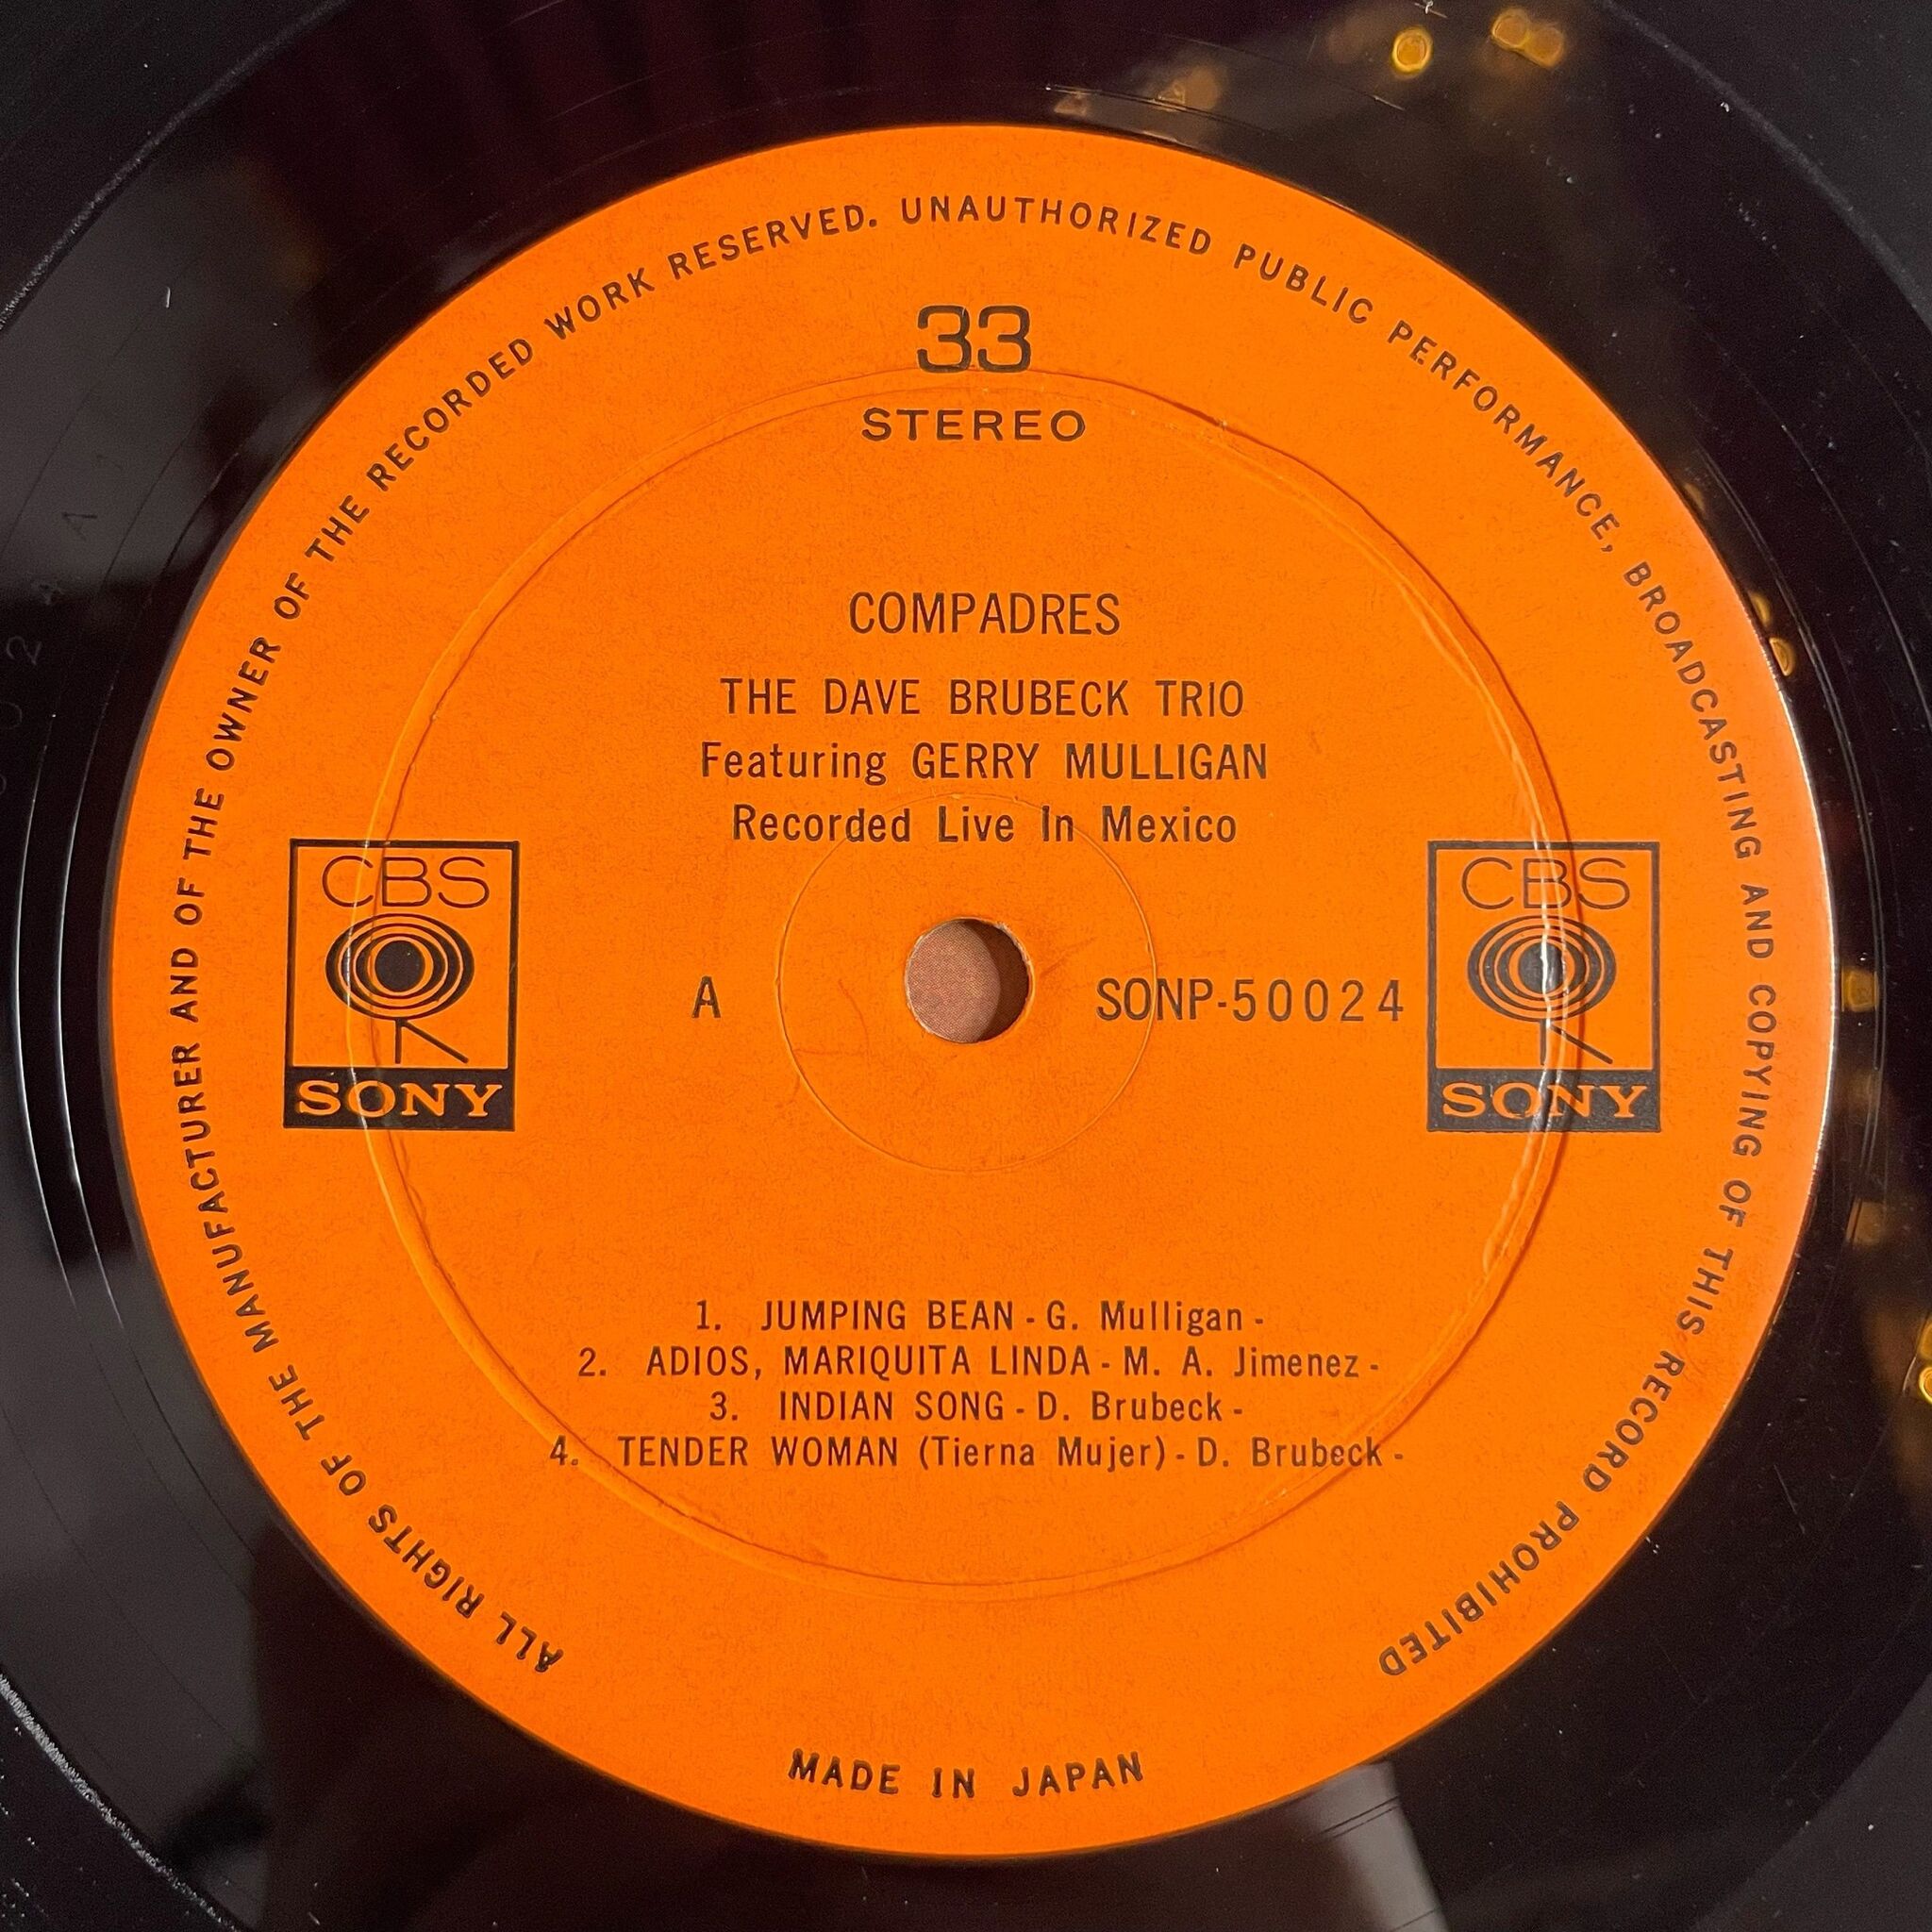 ALL RIGHTS OF THE MANUFACTURER AND OF THE OWNER OF THE RECORDED WORK RESERVED. UNAUTHORIZED PUBLIC PERFORMANCE, BROADCASTING AND COPYING OF THIS RECORD PROHIBITED
33
STEREO
COMPADRES
THE DAVE BRUBECK TRIO
Featuring GERRY MULLIGAN
Recorded Live In Mexico
CBS
SONY
A
SONP-50024
CBS
SONY
1. JUMPING BEAN - G. Mulligan -
2. ADIOS, MARIQUITA LINDA - M. A. Jimenez -
3. INDIAN SONG - D. Brubeck -
4. TENDER WOMAN (Tierna Mujer) - D. Brubeck -
MADE IN JAPAN